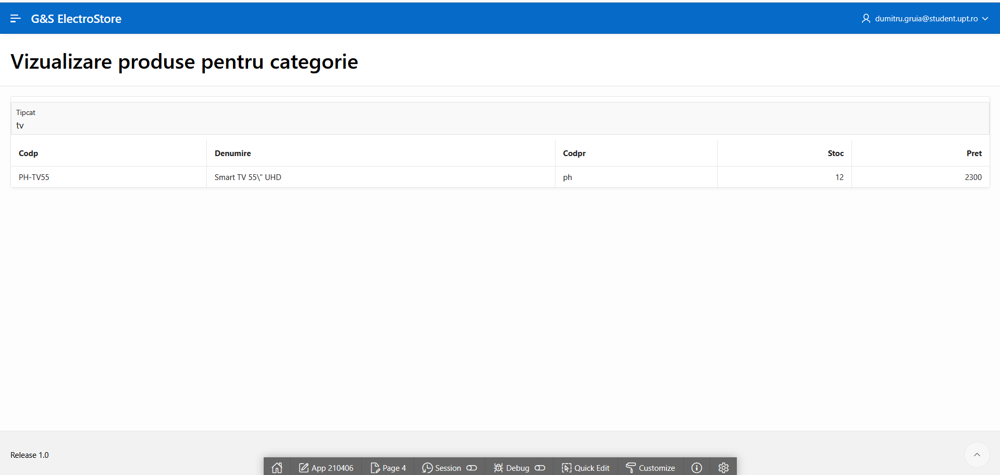 G&S ElectroStore
dumitru.gruia@student.upt.ro
Vizualizare produse pentru categorie
Tipcat
tv
Codp Denumire Codpr Stoc Pret
PH-TV55 Smart TV 55\" UHD ph 12 2300
Release 1.0
App 210406 Page 4 Session Debug Quick Edit Customize